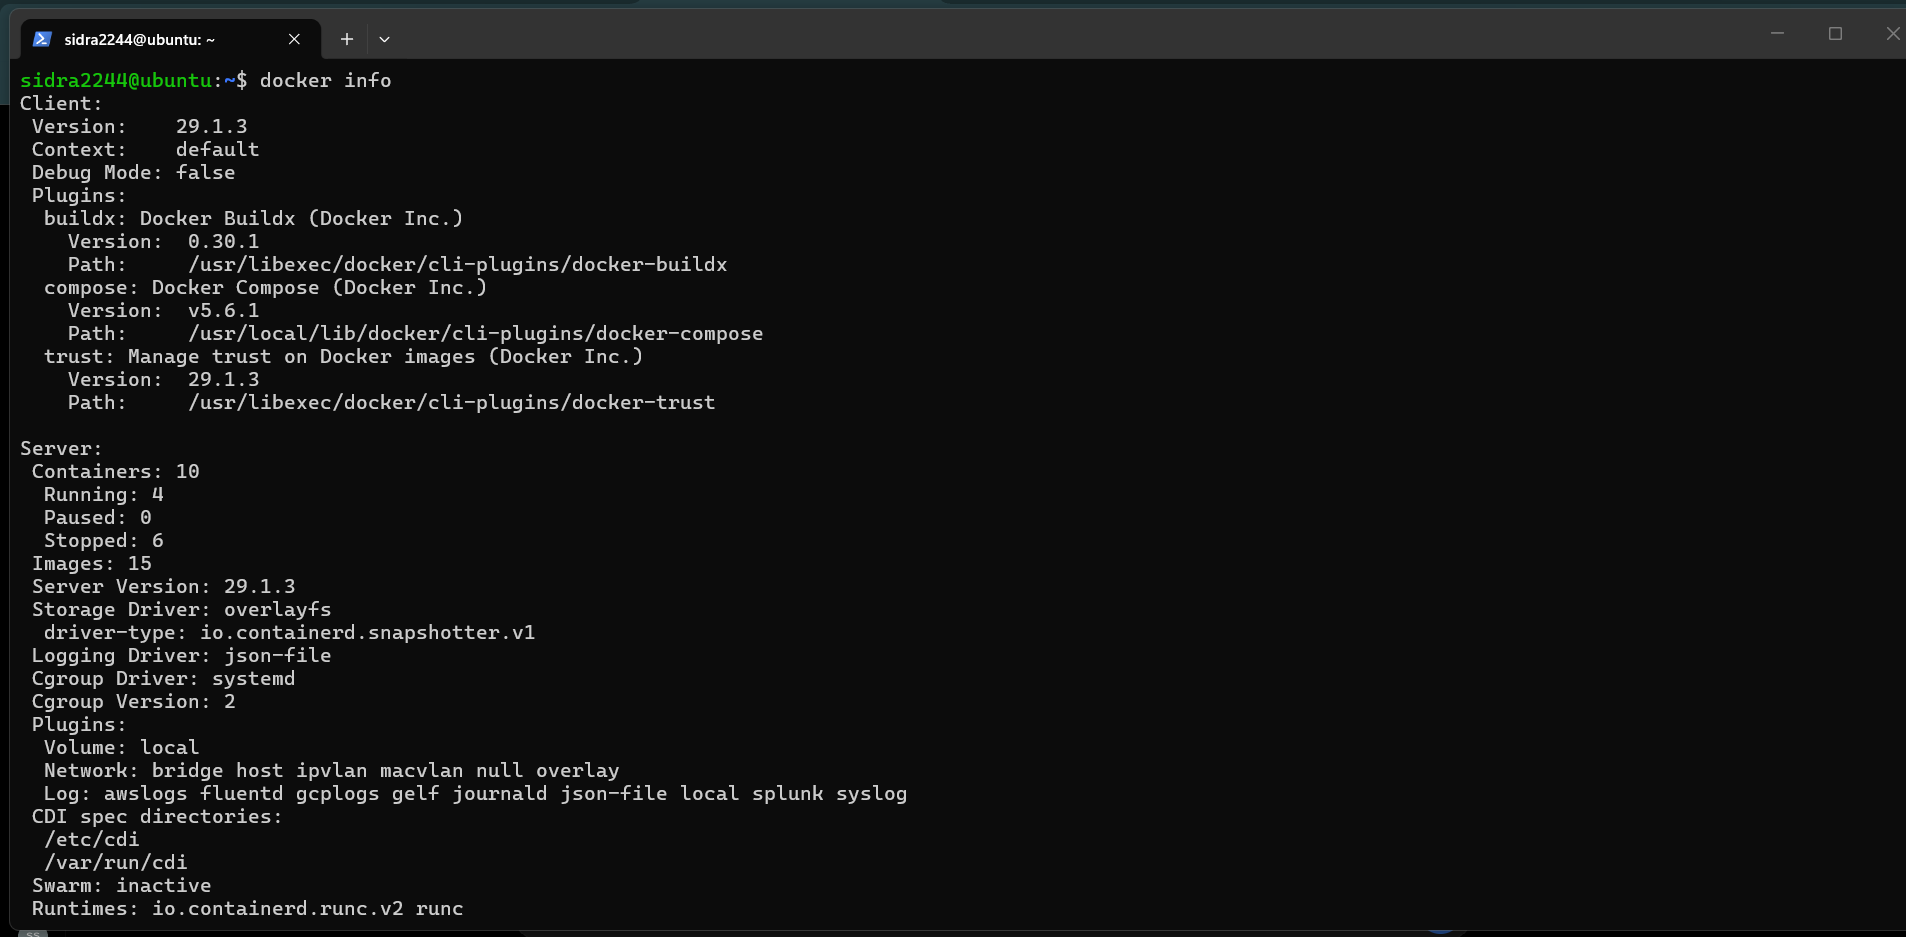 sidra2244@ubuntu: ~
sidra2244@ubuntu:~$ docker info
Client:
 Version:    29.1.3
 Context:    default
 Debug Mode: false
 Plugins:
  buildx: Docker Buildx (Docker Inc.)
    Version:  0.30.1
    Path:     /usr/libexec/docker/cli-plugins/docker-buildx
  compose: Docker Compose (Docker Inc.)
    Version:  v5.6.1
    Path:     /usr/local/lib/docker/cli-plugins/docker-compose
  trust: Manage trust on Docker images (Docker Inc.)
    Version:  29.1.3
    Path:     /usr/libexec/docker/cli-plugins/docker-trust

Server:
 Containers: 10
  Running: 4
  Paused: 0
  Stopped: 6
 Images: 15
 Server Version: 29.1.3
 Storage Driver: overlayfs
  driver-type: io.containerd.snapshotter.v1
 Logging Driver: json-file
 Cgroup Driver: systemd
 Cgroup Version: 2
 Plugins:
  Volume: local
  Network: bridge host ipvlan macvlan null overlay
  Log: awslogs fluentd gcplogs gelf journald json-file local splunk syslog
 CDI spec directories:
  /etc/cdi
  /var/run/cdi
 Swarm: inactive
 Runtimes: io.containerd.runc.v2 runc